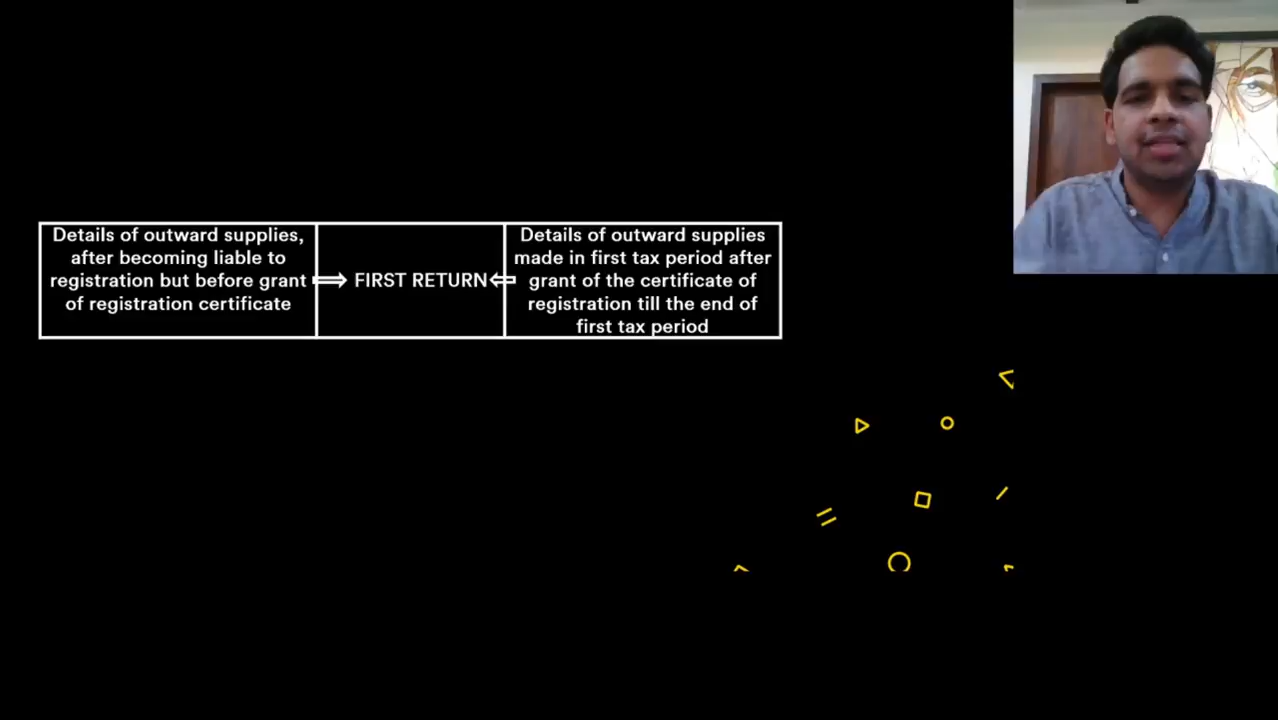 Details of outward supplies,
after becoming liable to
registration but before grant
of registration certificate
FIRST RETURN
Details of outward supplies
made in first tax period after
grant of the certificate of
registration till the end of
first tax period